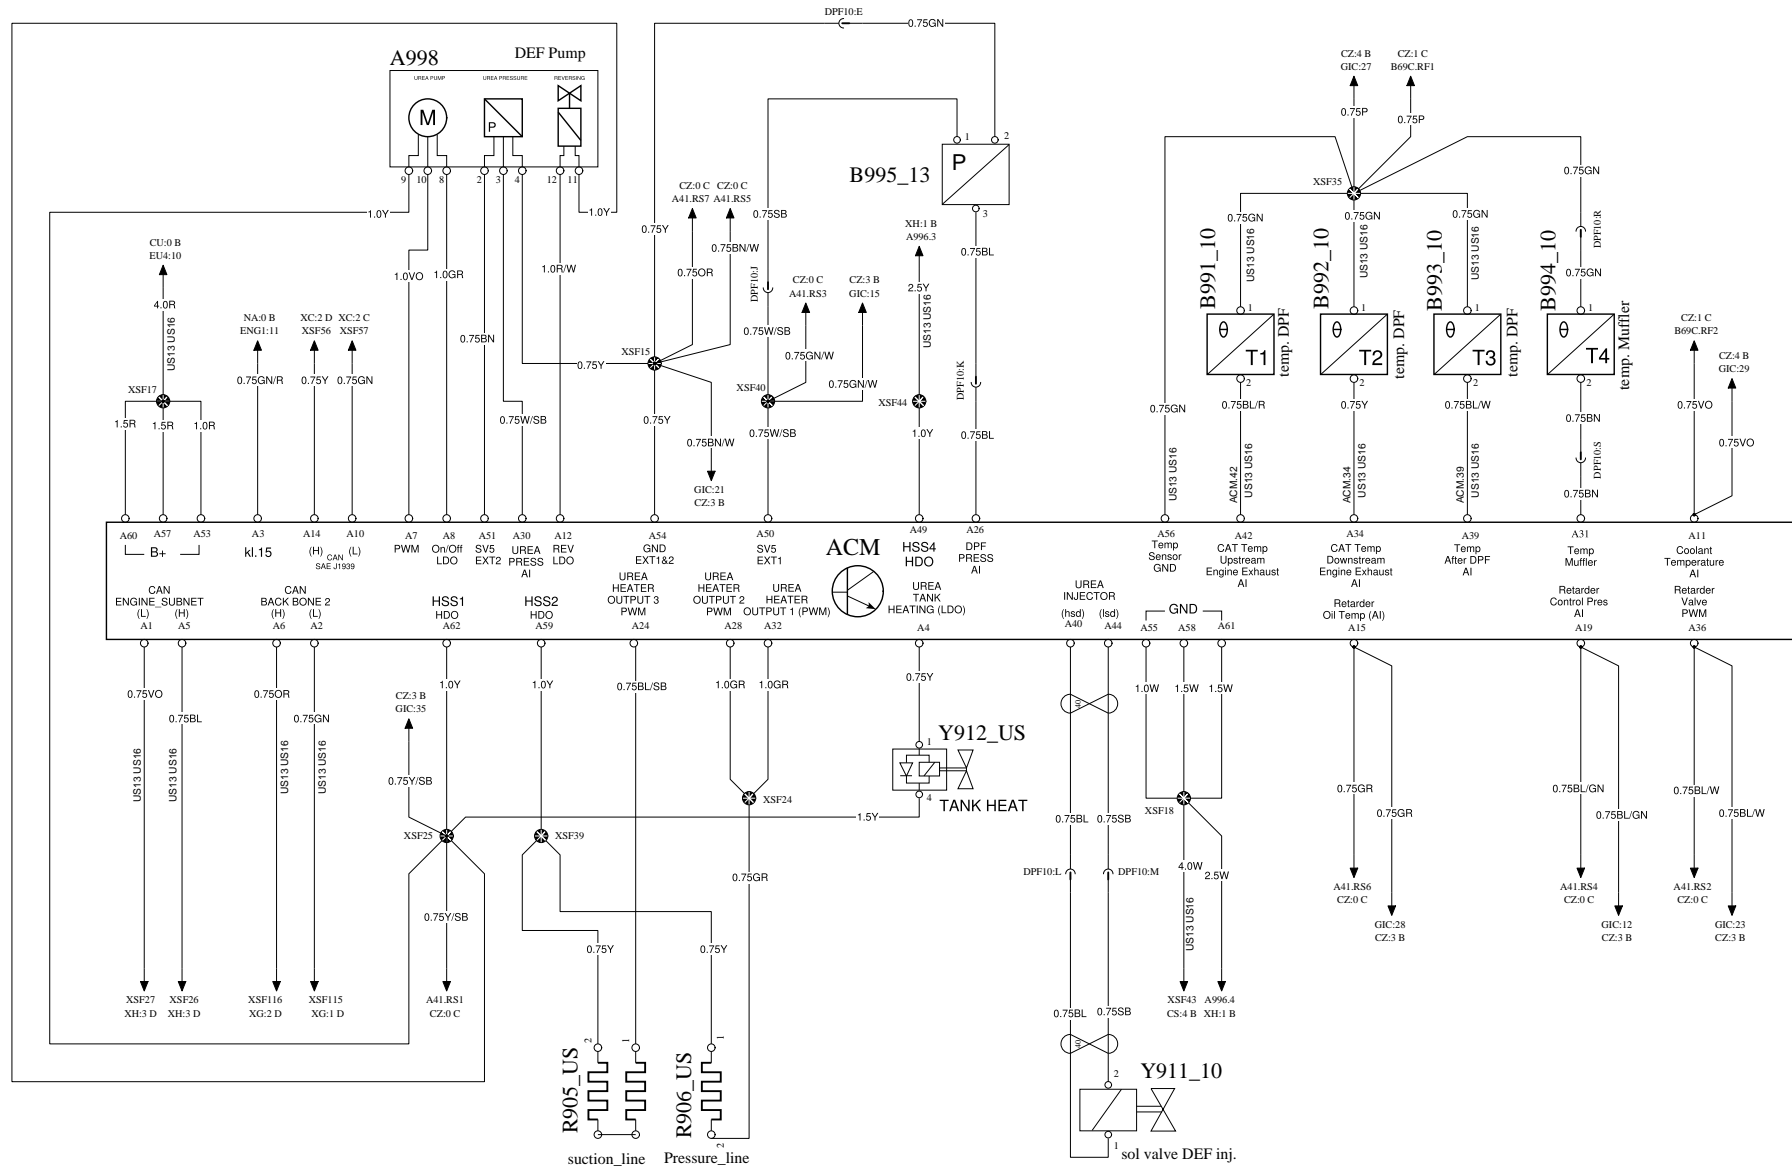 DPF10:E
0.75GN
A998
DEF Pump
UREA PUMP
UREA PRESSURE
REVERSING
M
P
9
10
8
2
3
4
12
11
1.0Y
1.0Y
CZ:4 B
GIC:27
CZ:1 C
B69C.RF1
0.75P
0.75P
1
2
P
B995_13
3
XSF35
0.75GN
CZ:0 C
A41.RS7
CZ:0 C
A41.RS5
0.75SB
0.75Y
0.75BN/W
0.75OR
XH:1 B
A996.3
0.75BL
2.5Y
US13 US16
0.75GN
US13 US16
0.75GN
US13 US16
0.75GN
US13 US16
DPF10:R
0.75GN
CU:0 B
EU4:10
4.0R
US13 US16
1.0VO
1.0GR
1.0R/W
DPF10:J
CZ:0 C
A41.RS3
CZ:3 B
GIC:15
B991_10
B992_10
B993_10
B994_10
1
1
1
1
θ
T1
θ
T2
θ
T3
θ
T4
temp. DPF
temp. DPF
temp. DPF
temp. Muffler
2
2
2
2
NA:0 B
ENG1:11
XC:2 D
XSF56
XC:2 C
XSF57
0.75BN
0.75W/SB
XSF15
0.75Y
0.75GN/W
0.75GN/W
CZ:1 C
B69C.RF2
CZ:4 B
GIC:29
XSF17
0.75GN/R
0.75Y
0.75GN
XSF40
XSF44
DPF10:K
1.5R
1.5R
1.0R
0.75W/SB
0.75Y
0.75BN/W
0.75W/SB
1.0Y
0.75BL
0.75GN
US13 US16
0.75BL/R
ACM.42
US13 US16
0.75Y
ACM.34
US13 US16
0.75BL/W
ACM.39
US13 US16
0.75BN
DPF10:S
0.75BN
0.75VO
0.75VO
GIC:21
CZ:3 B
A60
A57
A53
B+
A3
kl.15
A14
A10
(H)
CAN
(L)
SAE J1939
A7
PWM
A8
On/Off
LDO
A51
SV5
EXT2
A30
UREA
PRESS
AI
A12
REV
LDO
A54
GND
EXT1&2
A50
SV5
EXT1
ACM
A49
HSS4
HDO
A26
DPF
PRESS
AI
A56
Temp
Sensor
GND
A42
CAT Temp
Upstream
Engine Exhaust
AI
A34
CAT Temp
Downstream
Engine Exhaust
AI
A39
Temp
After DPF
AI
A31
Temp
Muffler
A11
Coolant
Temperature
AI
CAN
ENGINE_SUBNET
(L)
(H)
A1
A5
CAN
BACK BONE 2
(H)
(L)
A6
A2
HSS1
HDO
A62
HSS2
HDO
A59
UREA
HEATER
OUTPUT 3
PWM
A24
UREA
HEATER
OUTPUT 2
PWM
A28
UREA
HEATER
OUTPUT 1 (PWM)
A32
UREA
TANK
HEATING (LDO)
A4
UREA
INJECTOR
(hsd)
(lsd)
A40
A44
GND
A55
A58
A61
Retarder
Oil Temp (AI)
A15
Retarder
Control Pres
AI
A19
Retarder
Valve
PWM
A36
0.75VO
0.75BL
US13 US16
US13 US16
0.75OR
0.75GN
US13 US16
US13 US16
CZ:3 B
GIC:35
1.0Y
1.0Y
0.75BL/SB
1.0GR
1.0GR
0.75Y
40
1.0W
1.5W
1.5W
1
Y912_US
4
TANK HEAT
0.75Y/SB
XSF24
1.5Y
XSF25
XSF39
0.75GR
0.75Y/SB
0.75BL
0.75SB
XSF18
DPF10:L
DPF10:M
4.0W
2.5W
US13 US16
0.75GR
0.75GR
0.75BL/GN
0.75BL/GN
0.75BL/W
0.75BL/W
A41.RS6
CZ:0 C
GIC:28
CZ:3 B
A41.RS4
CZ:0 C
GIC:12
CZ:3 B
A41.RS2
CZ:0 C
GIC:23
CZ:3 B
0.75Y
0.75Y
XSF27
XH:3 D
XSF26
XH:3 D
XSF116
XG:2 D
XSF115
XG:1 D
A41.RS1
CZ:0 C
XSF43
CS:4 B
A996.4
XH:1 B
0.75BL
0.75SB
40
2
1
1
R905_US
R906_US
2
Y911_10
2
1
suction_line
Pressure_line
sol valve DEF inj.